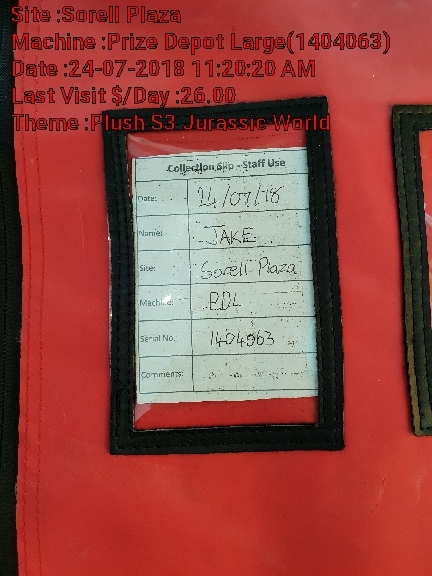 Site :Sorell Plaza
Machine :Prize Depot Large(1404063)
Date :24-07-2018 11:20:20 AM
Last Visit $/Day :26.00
Theme :Plush S3 Jurassic World
Collection Slip - Staff Use
Date: 24/07/18
Name: JAKE
Site: Sorell Plaza
Machine: PDL
Serial No. 1404063
Comments: